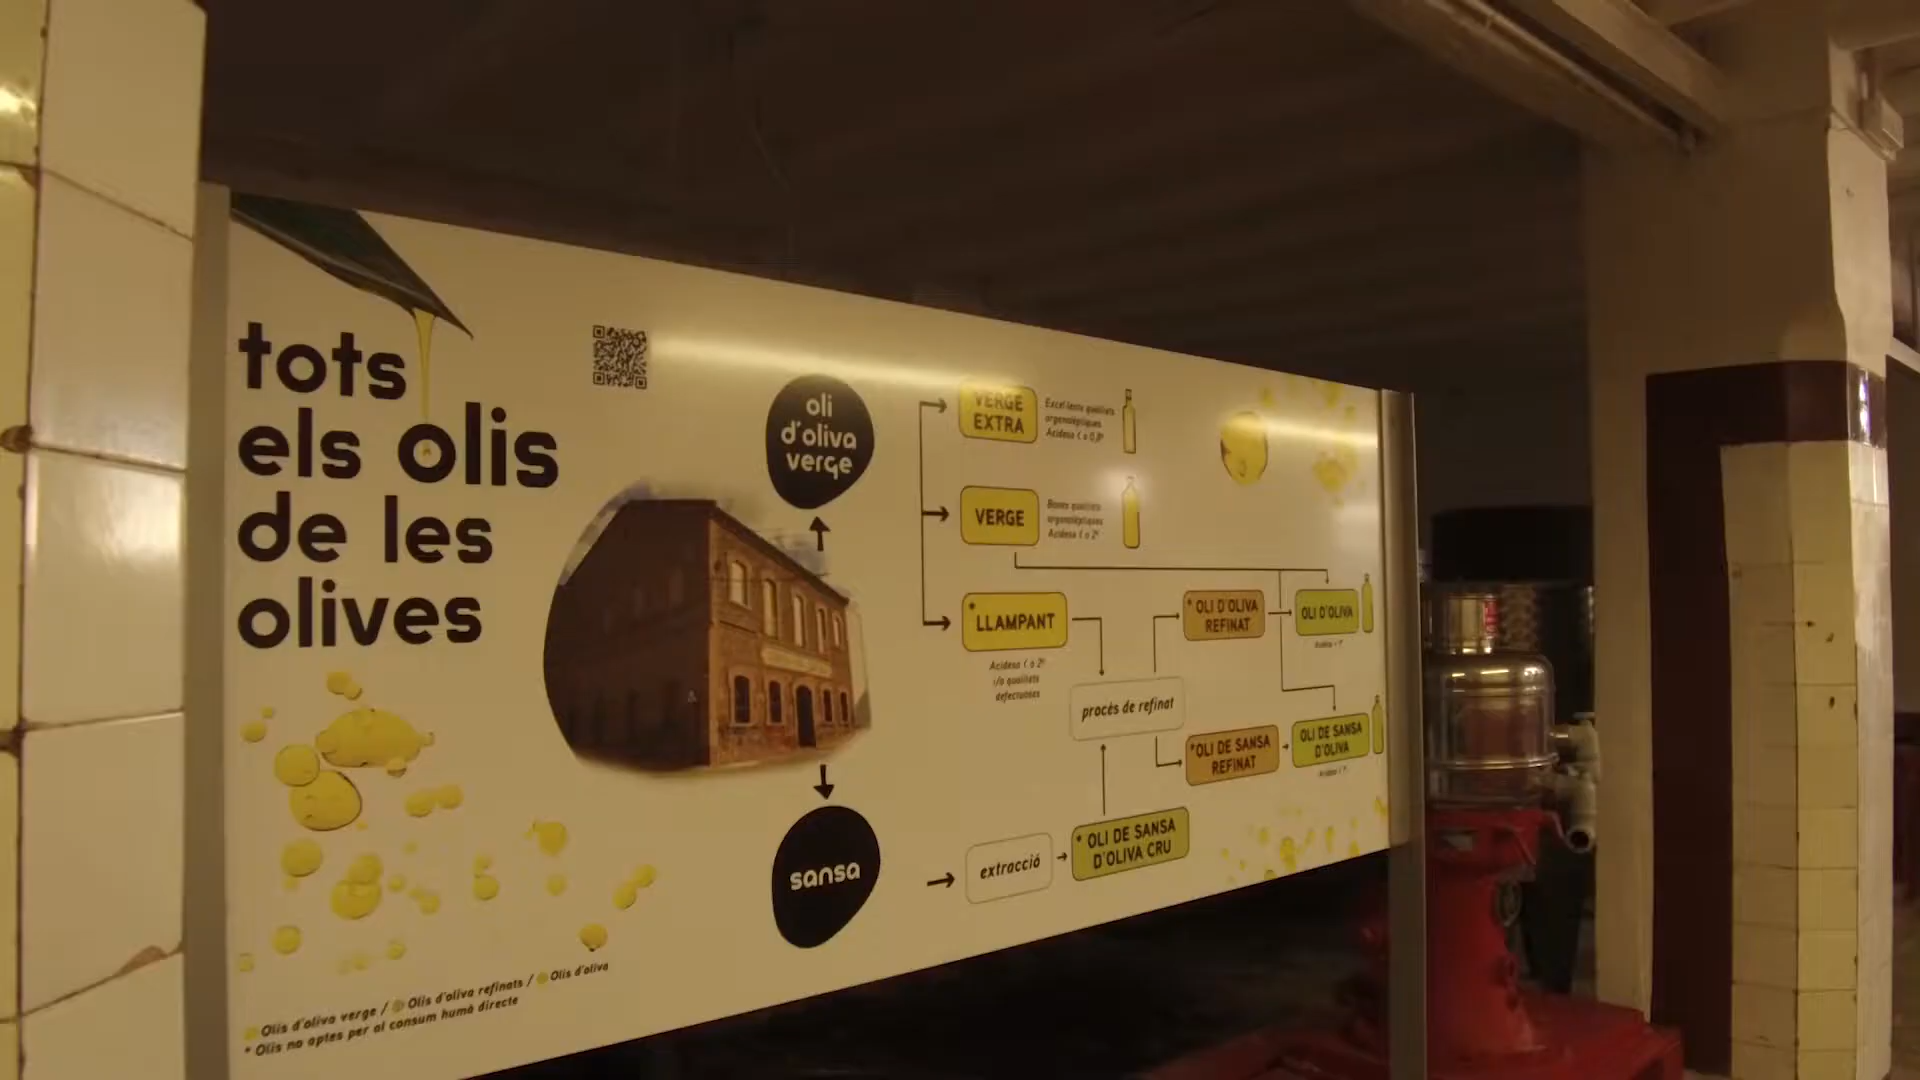 tots
els olis
de les
olives
oli
d'oliva
verge
VERGE
EXTRA
Excel·lents qualitats
organolèptiques
VERGE
Bones qualitats
organolèptiques
Acidesa < o 2º
* LLAMPANT
Acidesa < o 2º
i/o qualitats
defectuoses
procés de refinat
* OLI D'OLIVA
REFINAT
OLI D'OLIVA
*OLI DE SANSA
REFINAT
OLI DE SANSA
D'OLIVA
sansa
extracció
* OLI DE SANSA
D'OLIVA CRU
Olis d'oliva verge / Olis d'oliva refinats / Olis d'oliva
* Olis no aptes per al consum humà directe